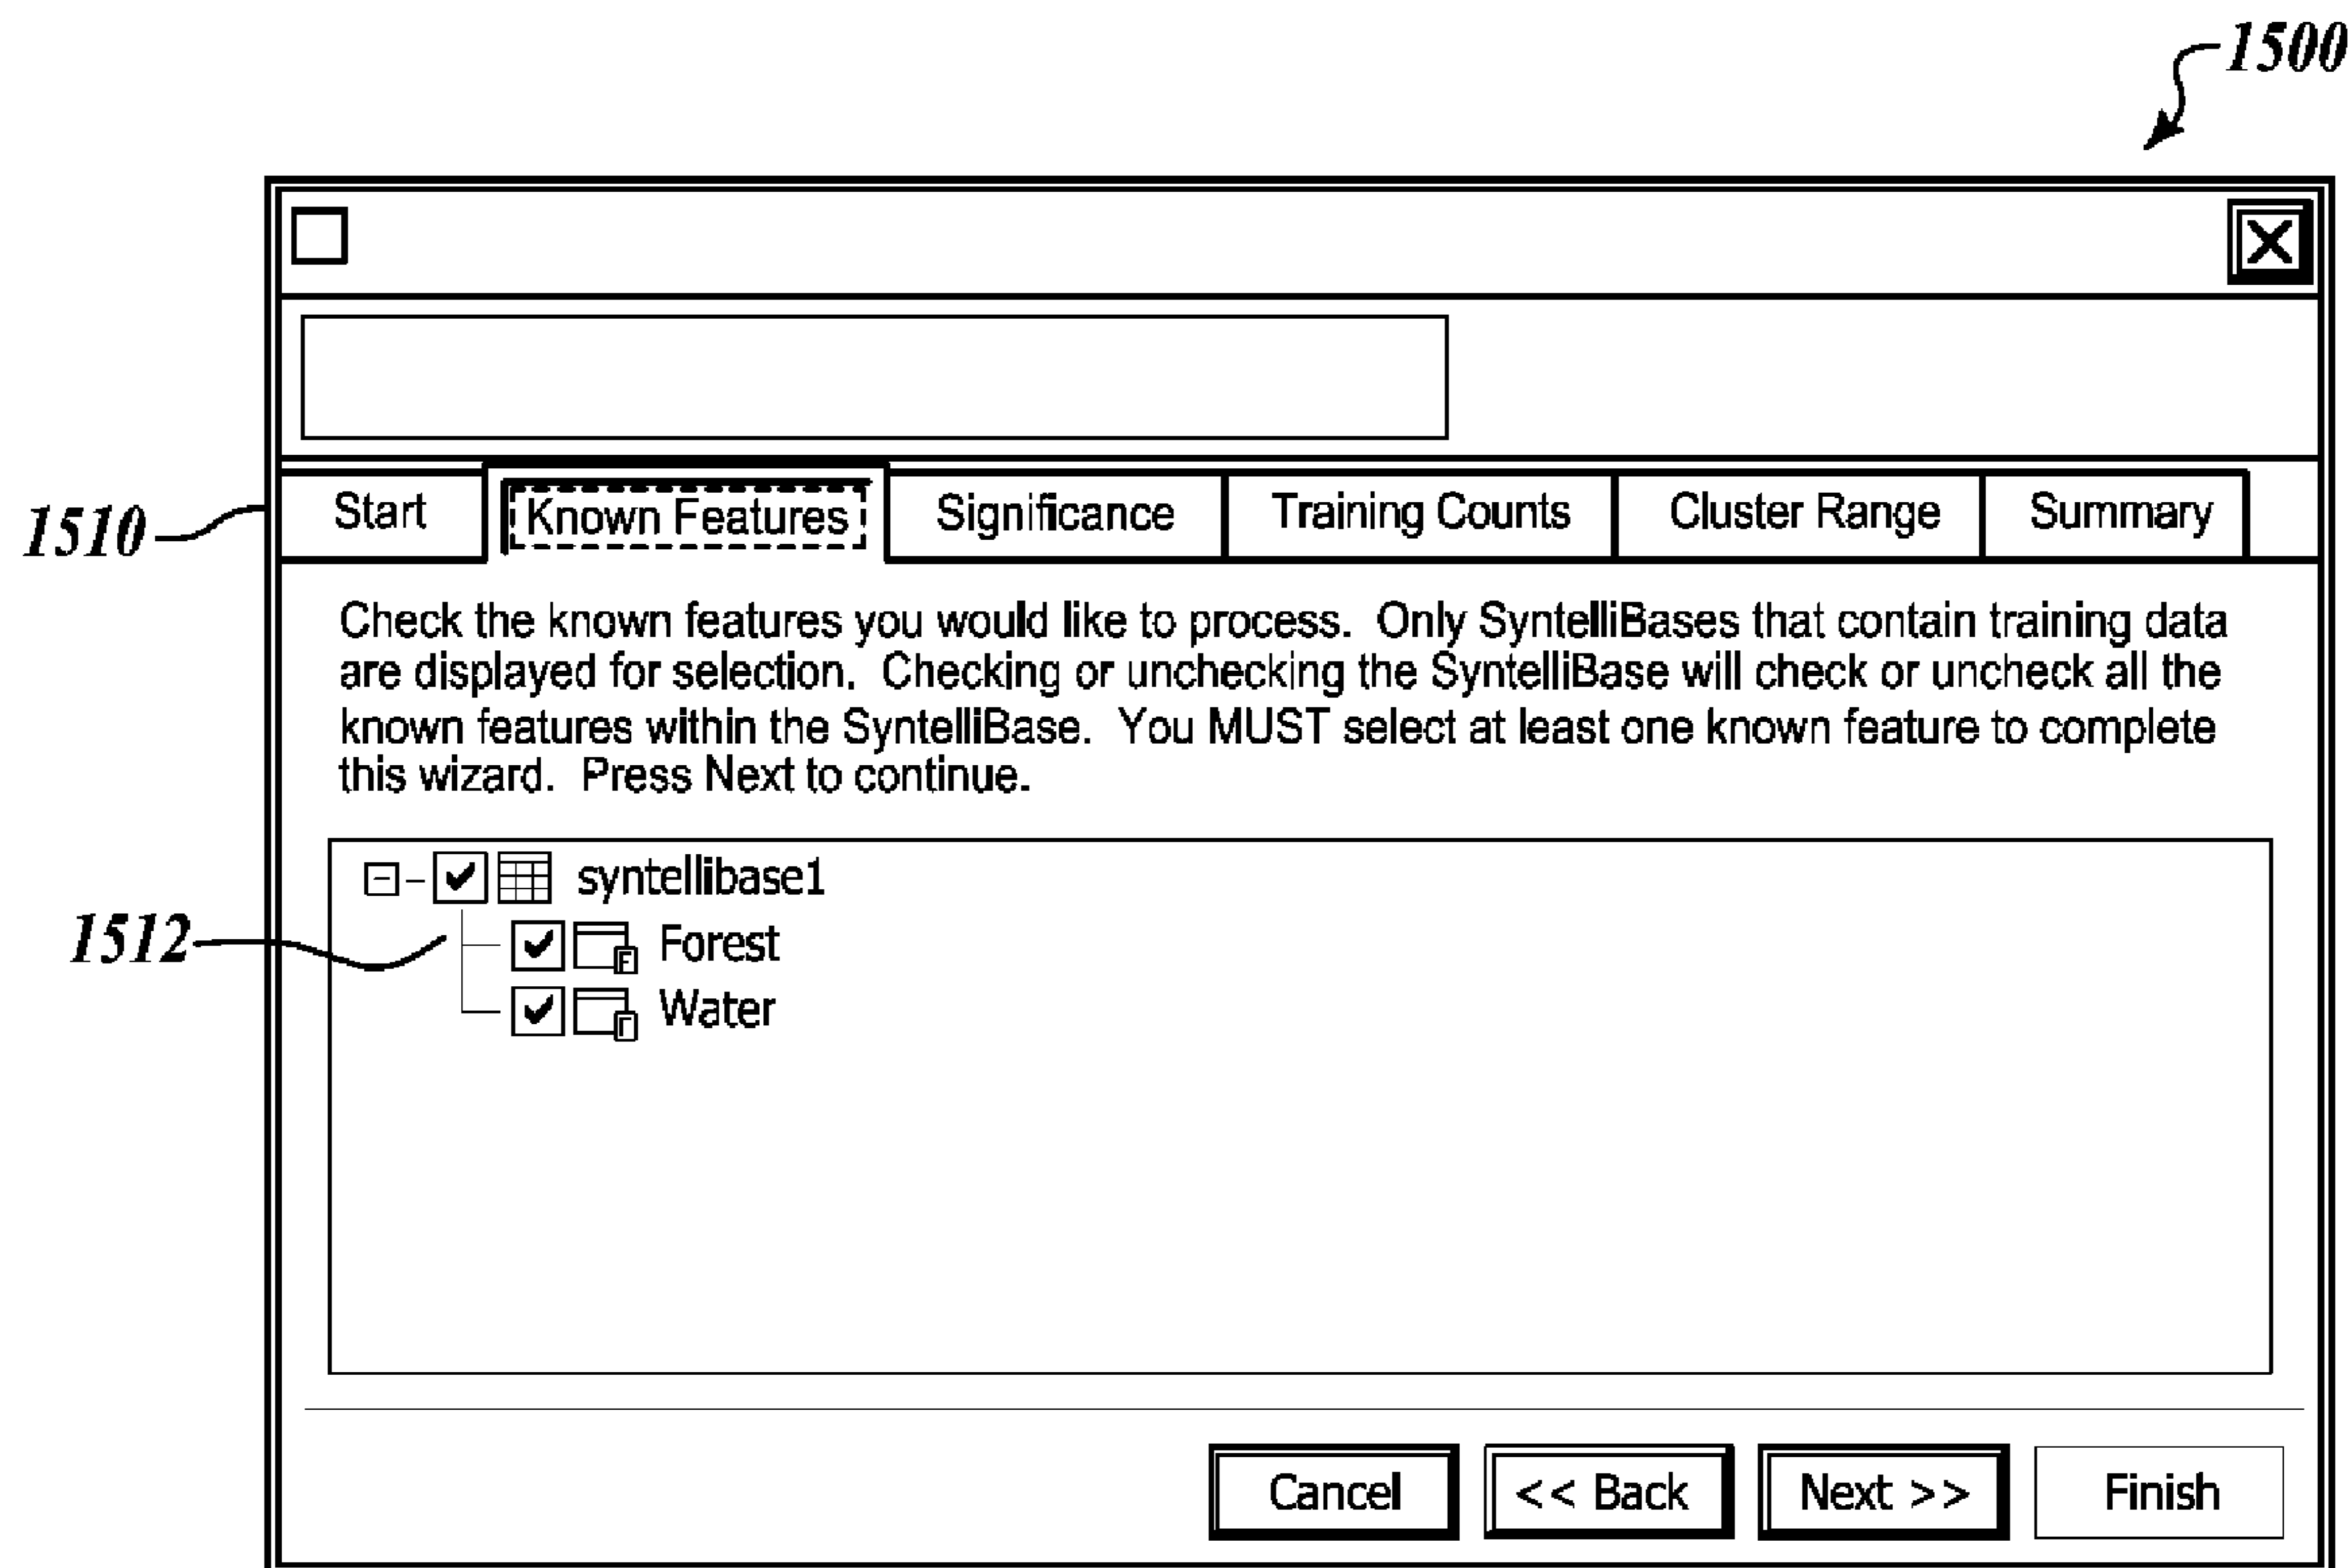 1500
1510
Start Known Features Significance Training Counts Cluster Range Summary
Check the known features you would like to process. Only SyntelliBases that contain training data
are displayed for selection. Checking or unchecking the SyntelliBase will check or uncheck all the
known features within the SyntelliBase. You MUST select at least one known feature to complete
this wizard. Press Next to continue.
syntellibase1
1512
F Forest
Water
Cancel << Back Next >> Finish